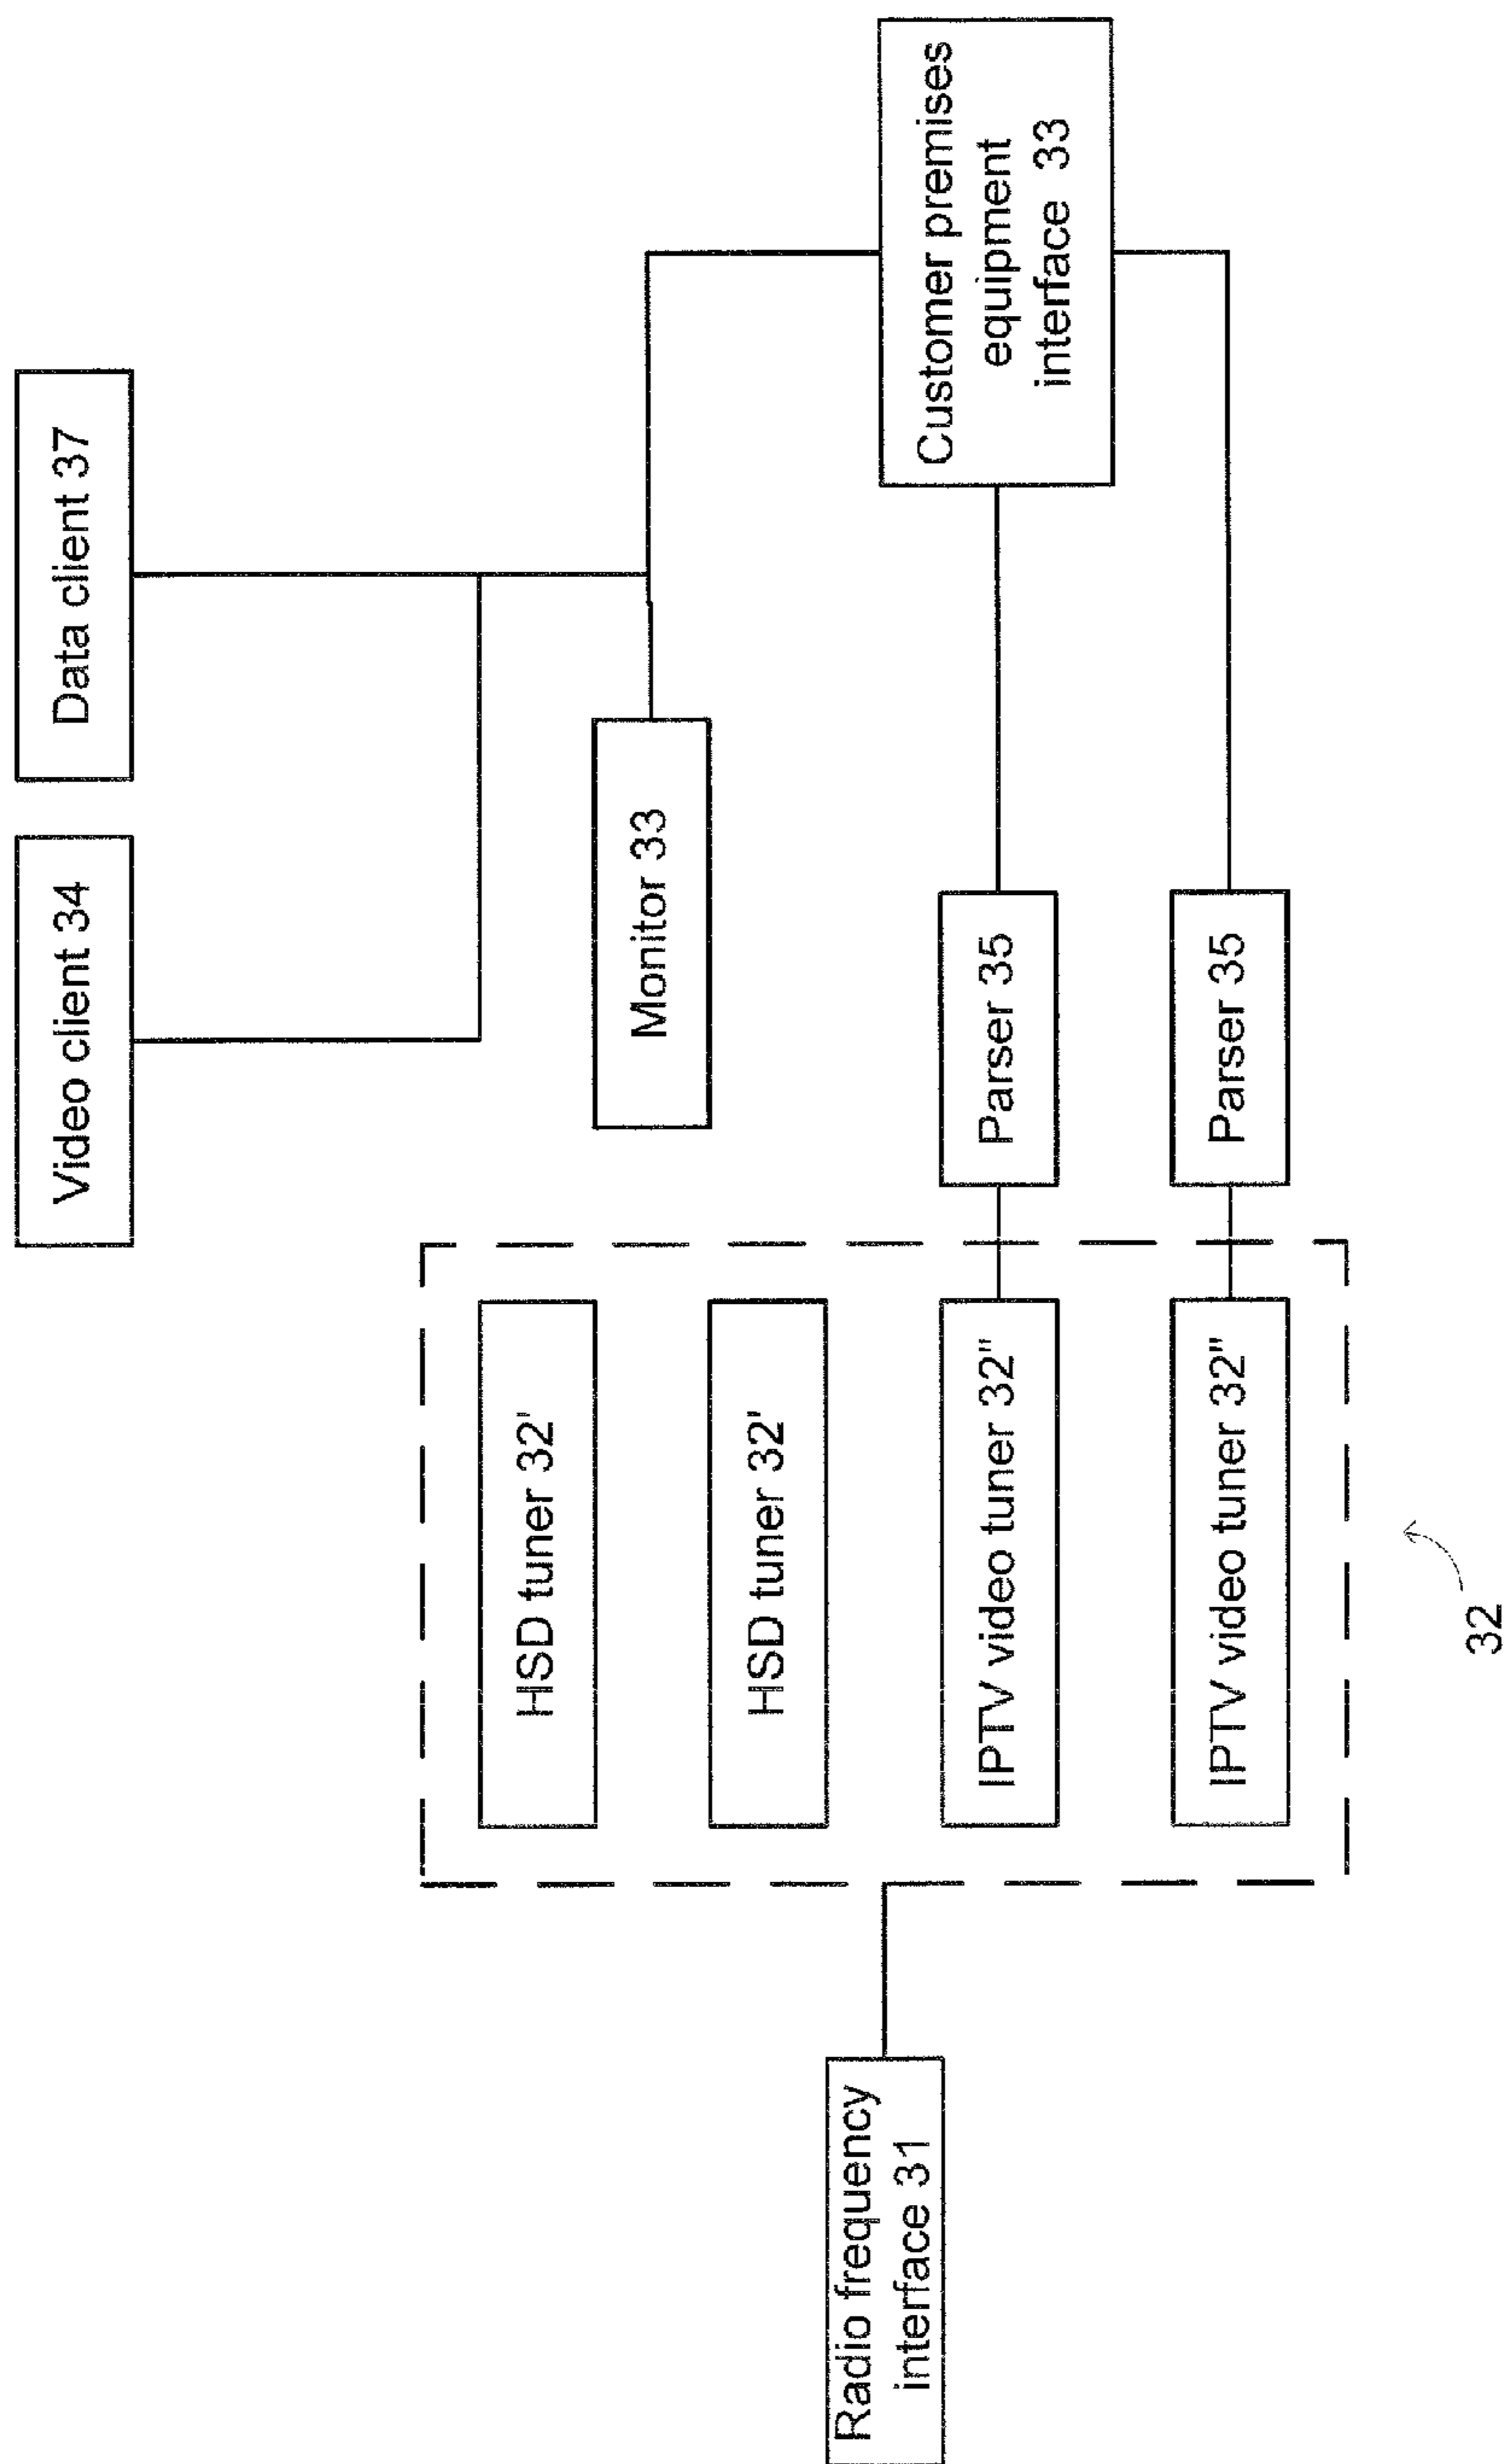 Video client 34
Data client 37
Monitor 33
HSD tuner 32'
HSD tuner 32'
Radio frequency
interface 31
IPTV video tuner 32"
Parser 35
Customer premises
equipment
interface 33
IPTV video tuner 32"
Parser 35
32